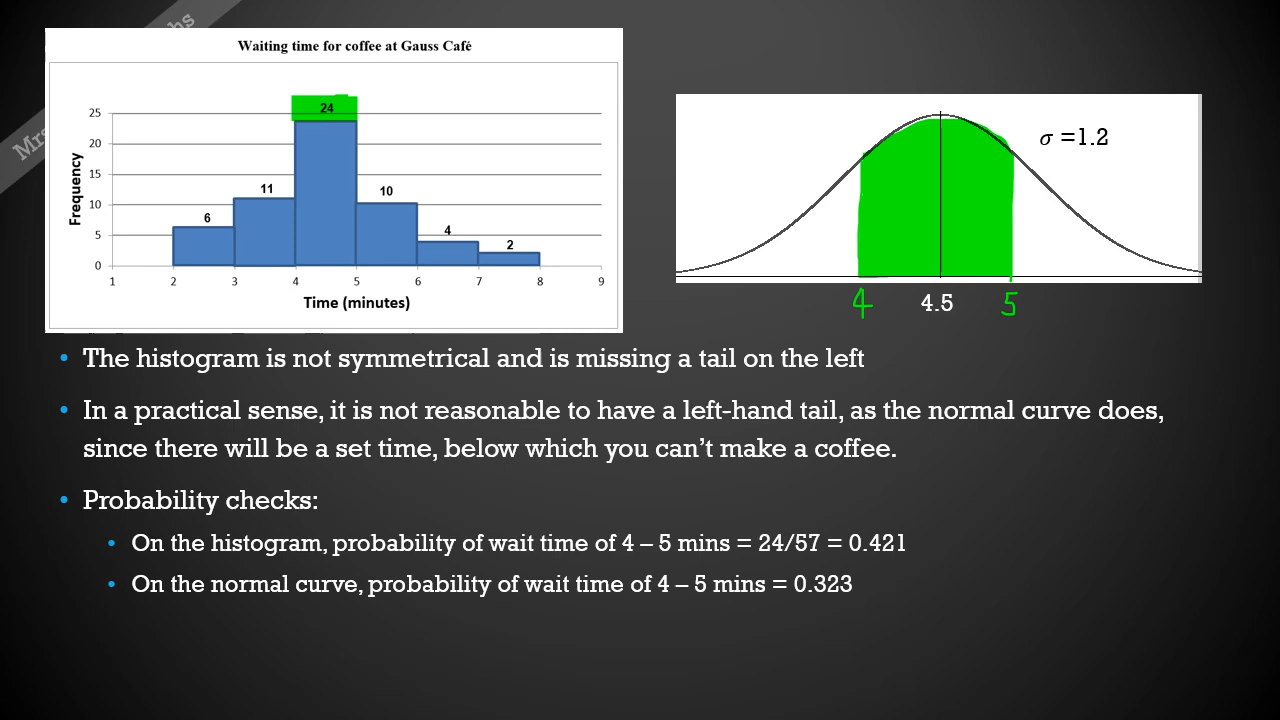 hs
Mrs
Waiting time for coffee at Gauss Café
24
25
20
15
10
5
0
6
11
10
4
2
Frequency
1 2 3 4 5 6 7 8 9
Time (minutes)
σ =1.2
4 4.5 5
• The histogram is not symmetrical and is missing a tail on the left
• In a practical sense, it is not reasonable to have a left-hand tail, as the normal curve does,
since there will be a set time, below which you can’t make a coffee.
• Probability checks:
• On the histogram, probability of wait time of 4 – 5 mins = 24/57 = 0.421
• On the normal curve, probability of wait time of 4 – 5 mins = 0.323